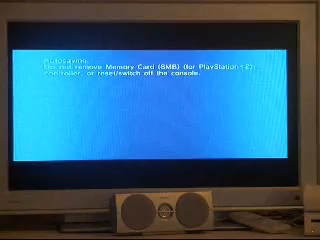 Autosaving.
Do not remove Memory Card (8MB) (for PlayStation®2),
controller, or reset/switch off the console.